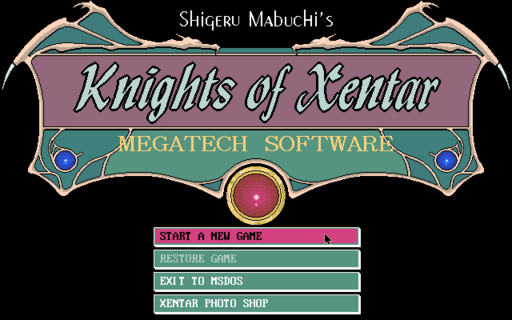 Shigeru Mabuchi's
Knights of Xentar
MEGATECH SOFTWARE
START A NEW GAME
RESTORE GAME
EXIT TO MSDOS
XENTAR PHOTO SHOP